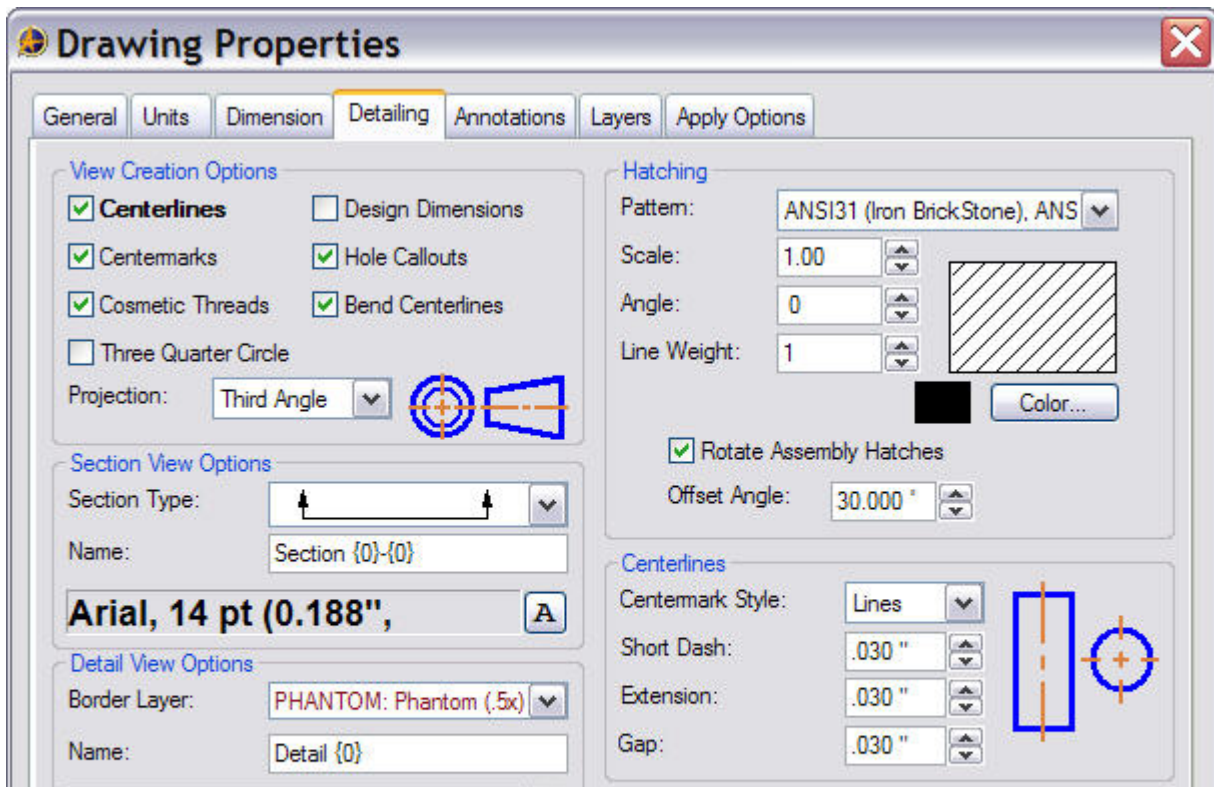 Drawing Properties
General Units Dimension Detailing Annotations Layers Apply Options
View Creation Options
Centerlines Design Dimensions
Centermarks Hole Callouts
Cosmetic Threads Bend Centerlines
Three Quarter Circle
Projection: Third Angle
Section View Options
Section Type:
Name: Section {0}-{0}
Arial, 14 pt (0.188", A
Detail View Options
Border Layer: PHANTOM: Phantom (.5x)
Name: Detail {0}
Hatching
Pattern: ANSI31 (Iron BrickStone), ANS
Scale: 1.00
Angle: 0
Line Weight: 1
Color...
Rotate Assembly Hatches
Offset Angle: 30.000 °
Centerlines
Centermark Style: Lines
Short Dash: .030 "
Extension: .030 "
Gap: .030 "